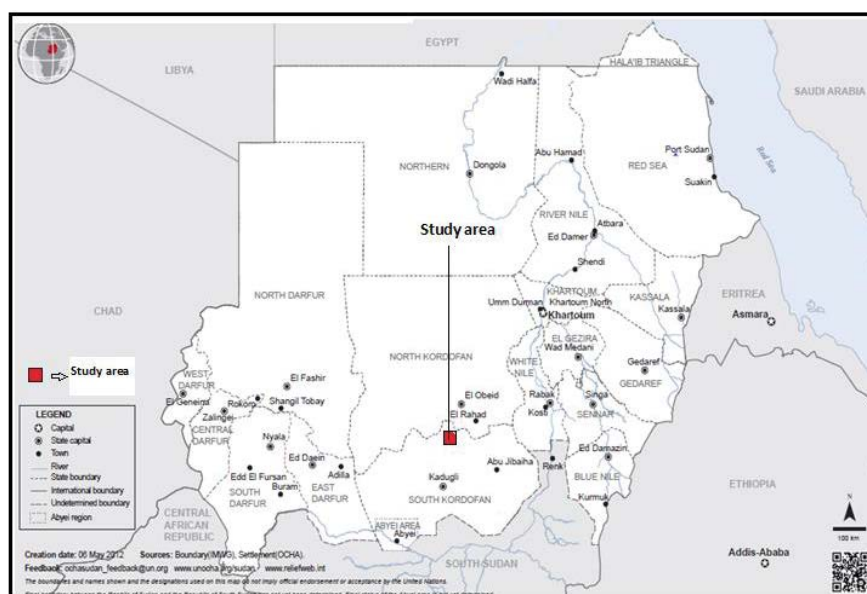 EGYPT
LIBYA
HALA'IB TRIANGLE
Wadi Halfa
SAUDI ARABIA
Red Sea
NORTHERN
Dongola
Abu Hamad
Port Sudan
RED SEA
Suakin
RIVER NILE
Atbara
Ed Damer
Study area
Shendi
CHAD
NORTH DARFUR
KHARTOUM
KASSALA
ERITREA
Umm Durman
Khartoum North
Khartoum
Kassala
Asmara
NORTH KORDOFAN
EL GEZIRA
WHITE
NILE
Wad Medani
Gedaref
GEDAREF
Study area
WEST
DARFUR
El Fashir
El Geneina
Rokoro
Shangil Tobay
Zalingei
CENTRAL
DARFUR
El Obeid
El Rahad
Rabak
Kosti
Singa
SENNAR
LEGEND
Capital
State capital
Town
River
State boundary
International boundary
Undetermined boundary
Abyei region
Nyala
Ed Daein
Adilla
Edd El Fursan
SOUTH
DARFUR
Buram
EAST
DARFUR
Kadugli
Abu Jibaiha
SOUTH KORDOFAN
Renk
Ed Damazin
BLUE NILE
Kurmuk
ETHIOPIA
CENTRAL
AFRICAN
REPUBLIC
ABYEI AREA
Abyei
SOUTH SUDAN
Addis-Ababa
N
100 km
Creation date: 06 May 2012 Sources: Boundary(IMWG), Settlement(OCHA).
Feedback: ochasudan_feedback@un.org www.unocha.org/sudan www.reliefweb.int
The boundaries and names shown and the designations used on this map do not imply official endorsement or acceptance by the United Nations.